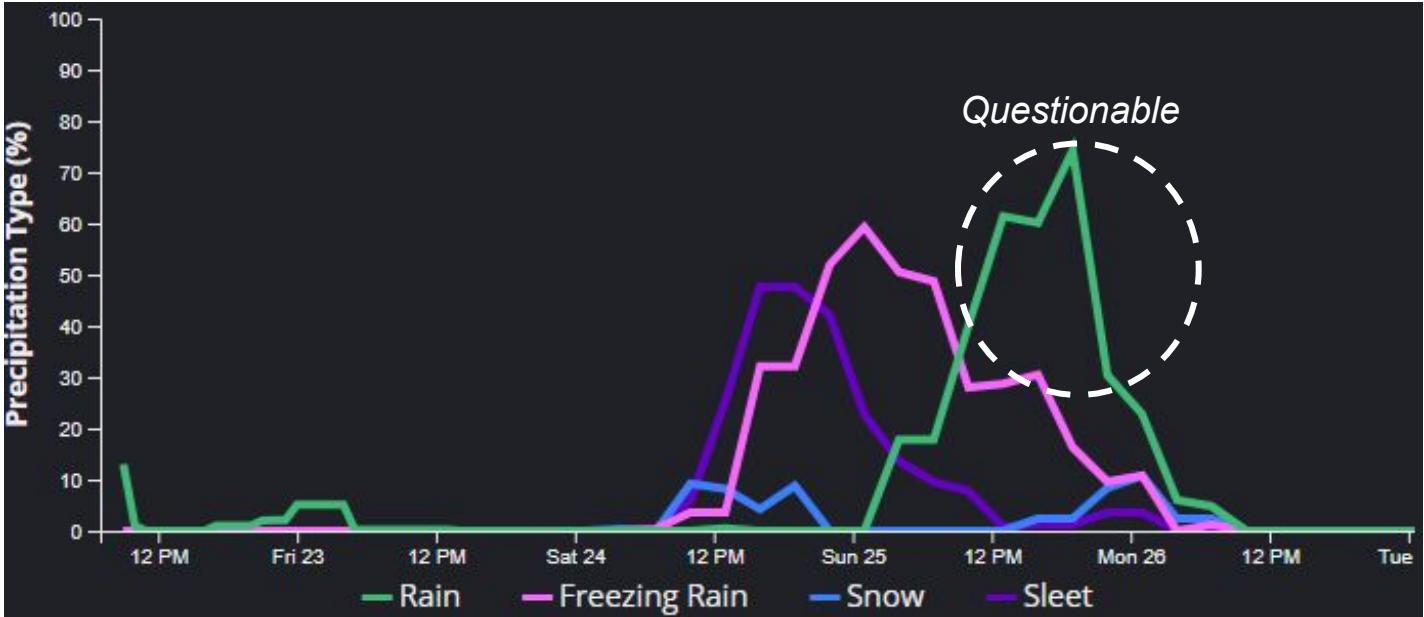 Questionable
Precipitation Type (%)
100
90
80
70
60
50
40
30
20
10
0
12 PM
Fri 23
12 PM
Sat 24
12 PM
Sun 25
12 PM
Mon 26
12 PM
Tue
Rain
Freezing Rain
Snow
Sleet